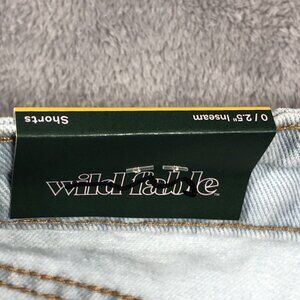 0 / 2.5" Inseam
Shorts
wild fable